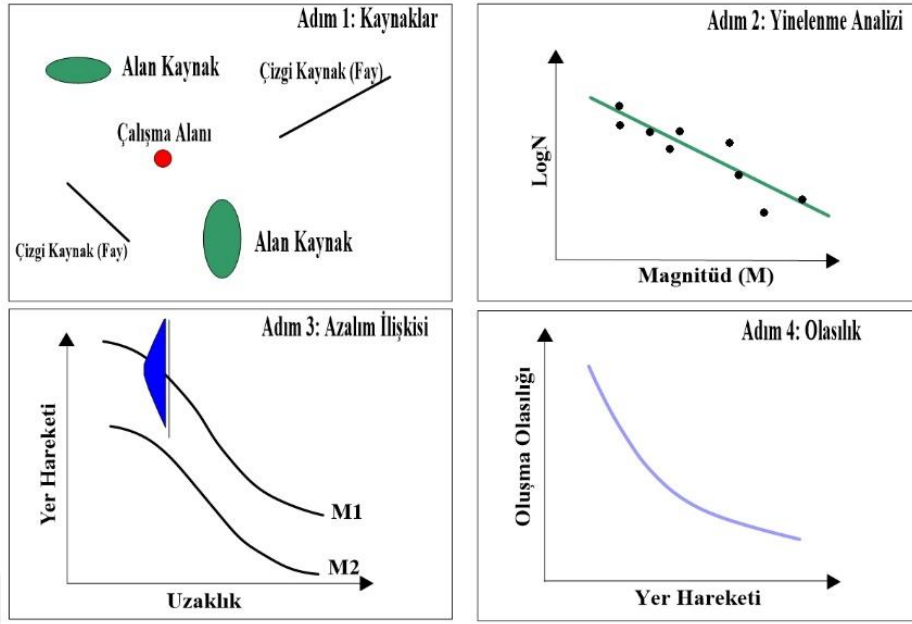 Adım 1: Kaynaklar
Alan Kaynak
Çizgi Kaynak (Fay)
Çalışma Alanı
Çizgi Kaynak (Fay)
Alan Kaynak
Adım 2: Yinelenme Analizi
LogN
Magnitüd (M)
Adım 3: Azalım İlişkisi
Yer Hareketi
M1
M2
Uzaklık
Adım 4: Olasılık
Oluşma Olasılığı
Yer Hareketi